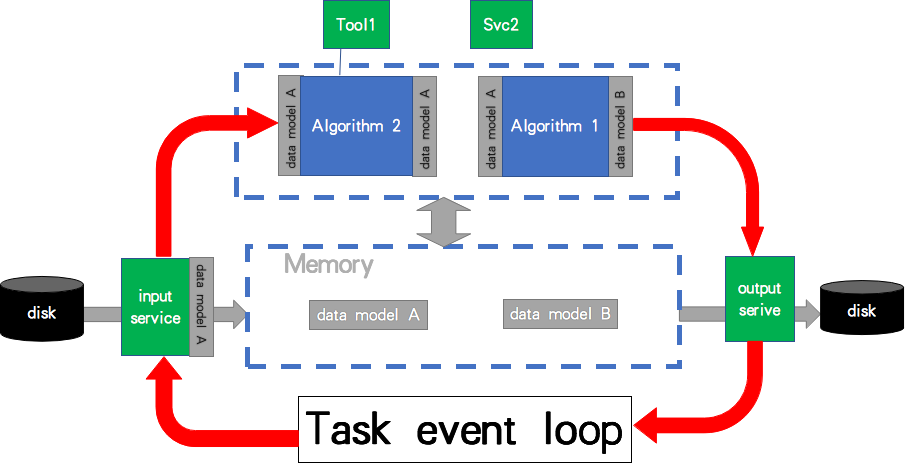 Tool1
Svc2
data model A
Algorithm 2
data model A
data model A
Algorithm 1
data model B
Memory
data model A
data model B
disk
input
service
data model A
output
serive
disk
Task event loop